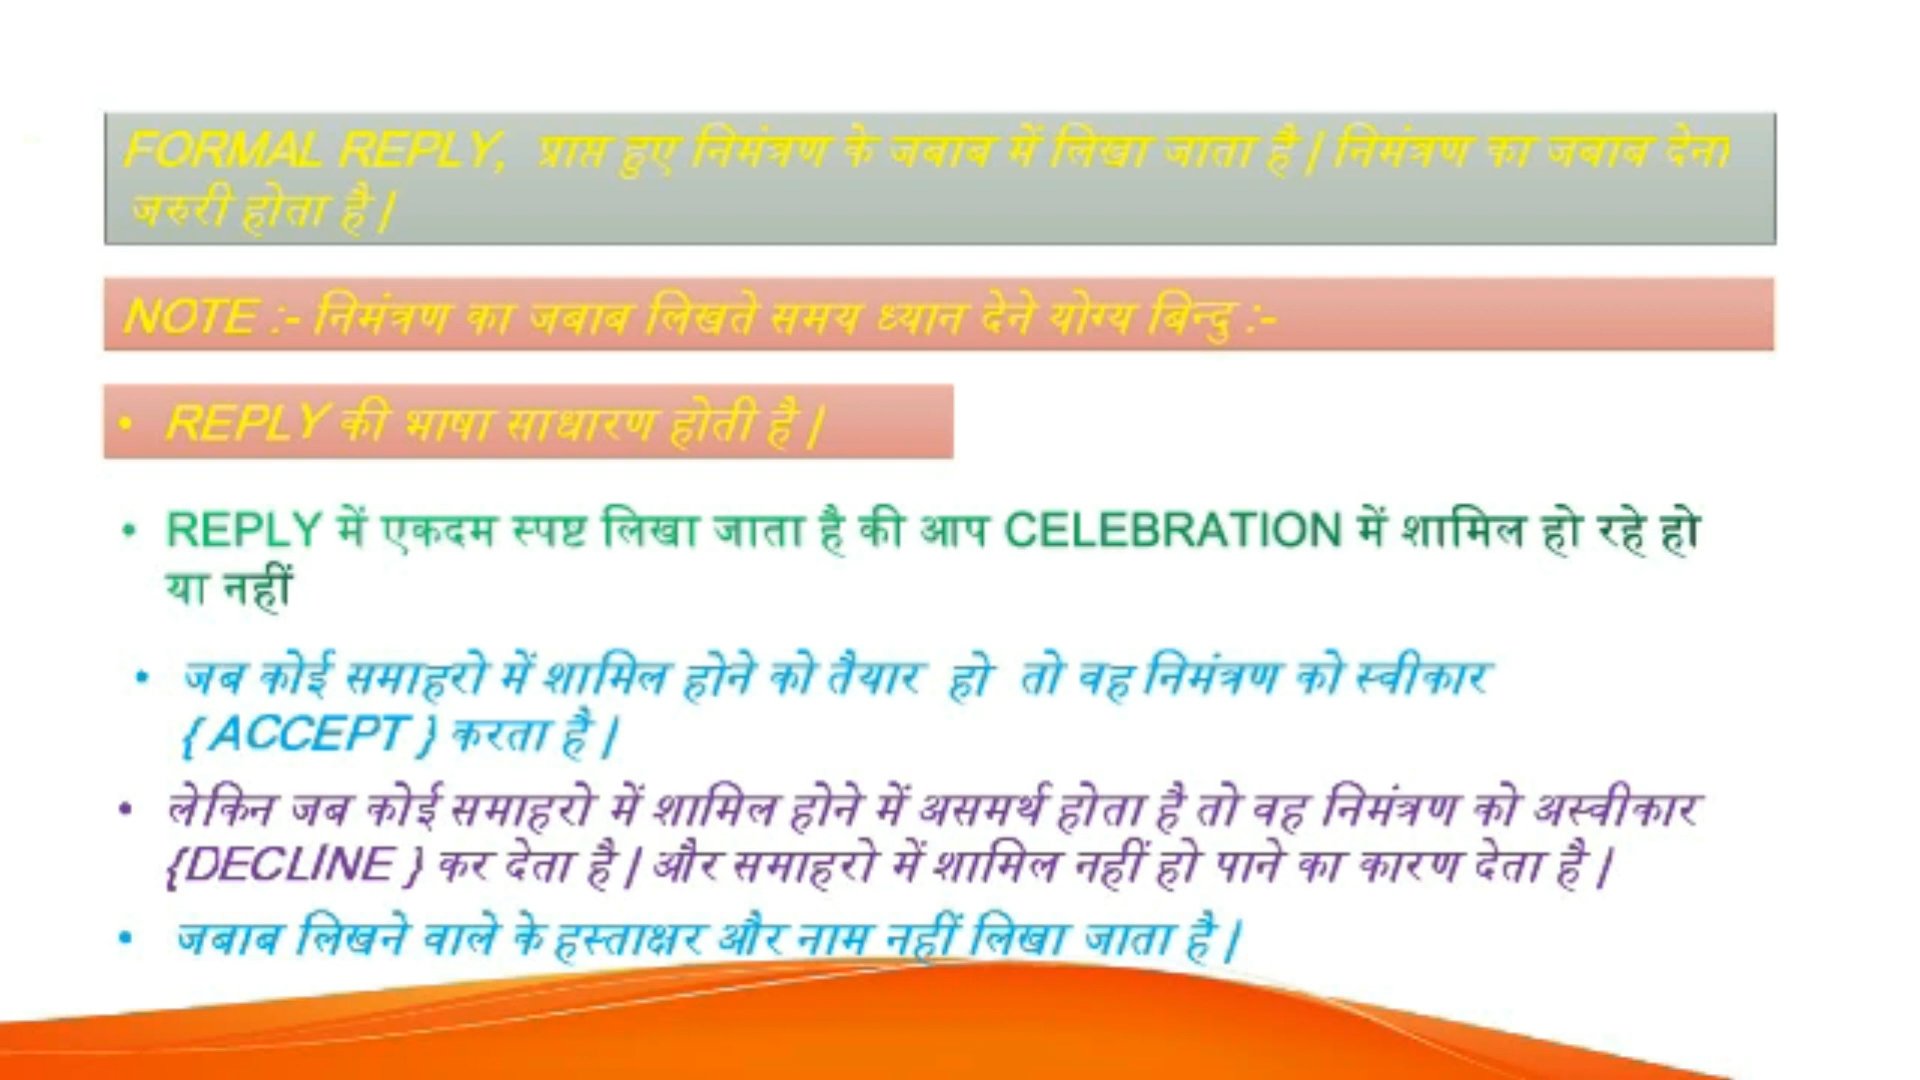 FORMAL REPLY, प्राप्त हुए निमंत्रण के जबाब में लिखा जाता है | निमंत्रण का जबाब देना
जरुरी होता है |
NOTE :- निमंत्रण का जबाब लिखते समय ध्यान देने योग्य बिन्दु :-
• REPLY की भाषा साधारण होती है |
• REPLY में एकदम स्पष्ट लिखा जाता है की आप CELEBRATION में शामिल हो रहे हो
या नहीं
• जब कोई समाहरो में शामिल होने को तैयार हो तो वह निमंत्रण को स्वीकार
{ ACCEPT } करता है |
• लेकिन जब कोई समाहरो में शामिल होने में असमर्थ होता है तो वह निमंत्रण को अस्वीकार
{DECLINE } कर देता है | और समाहरो में शामिल नहीं हो पाने का कारण देता है |
• जबाब लिखने वाले के हस्ताक्षर और नाम नहीं लिखा जाता है |